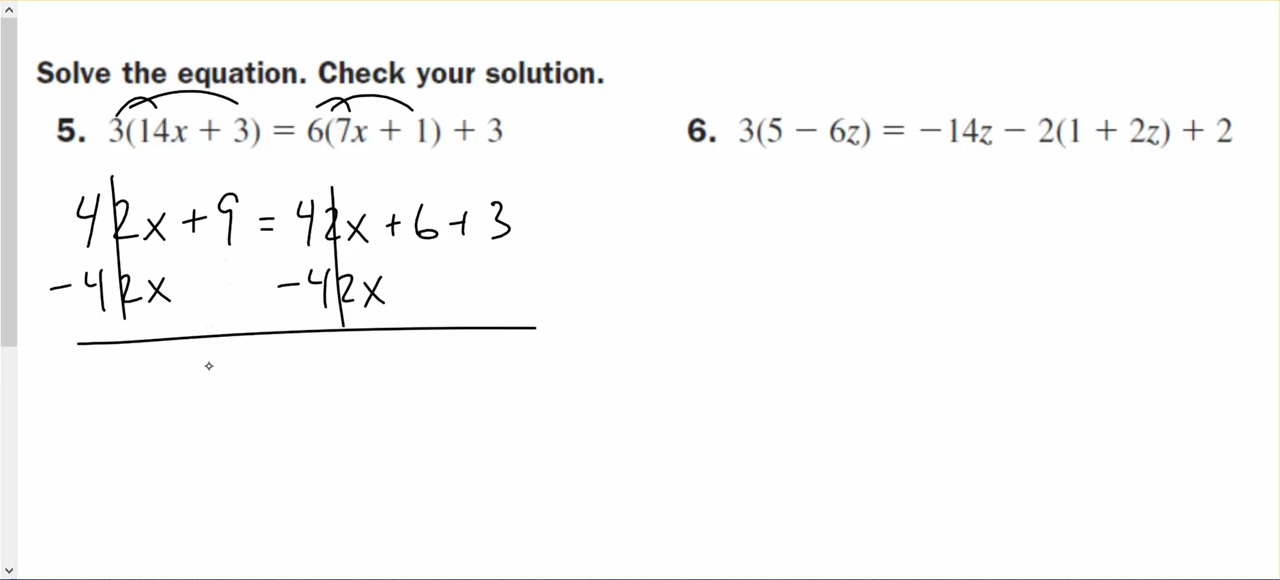 Solve the equation. Check your solution.
5. 3(14x + 3) = 6(7x + 1) + 3
6. 3(5 − 6z) = −14z − 2(1 + 2z) + 2
42x + 9 = 42x + 6 + 3
−42x −42x